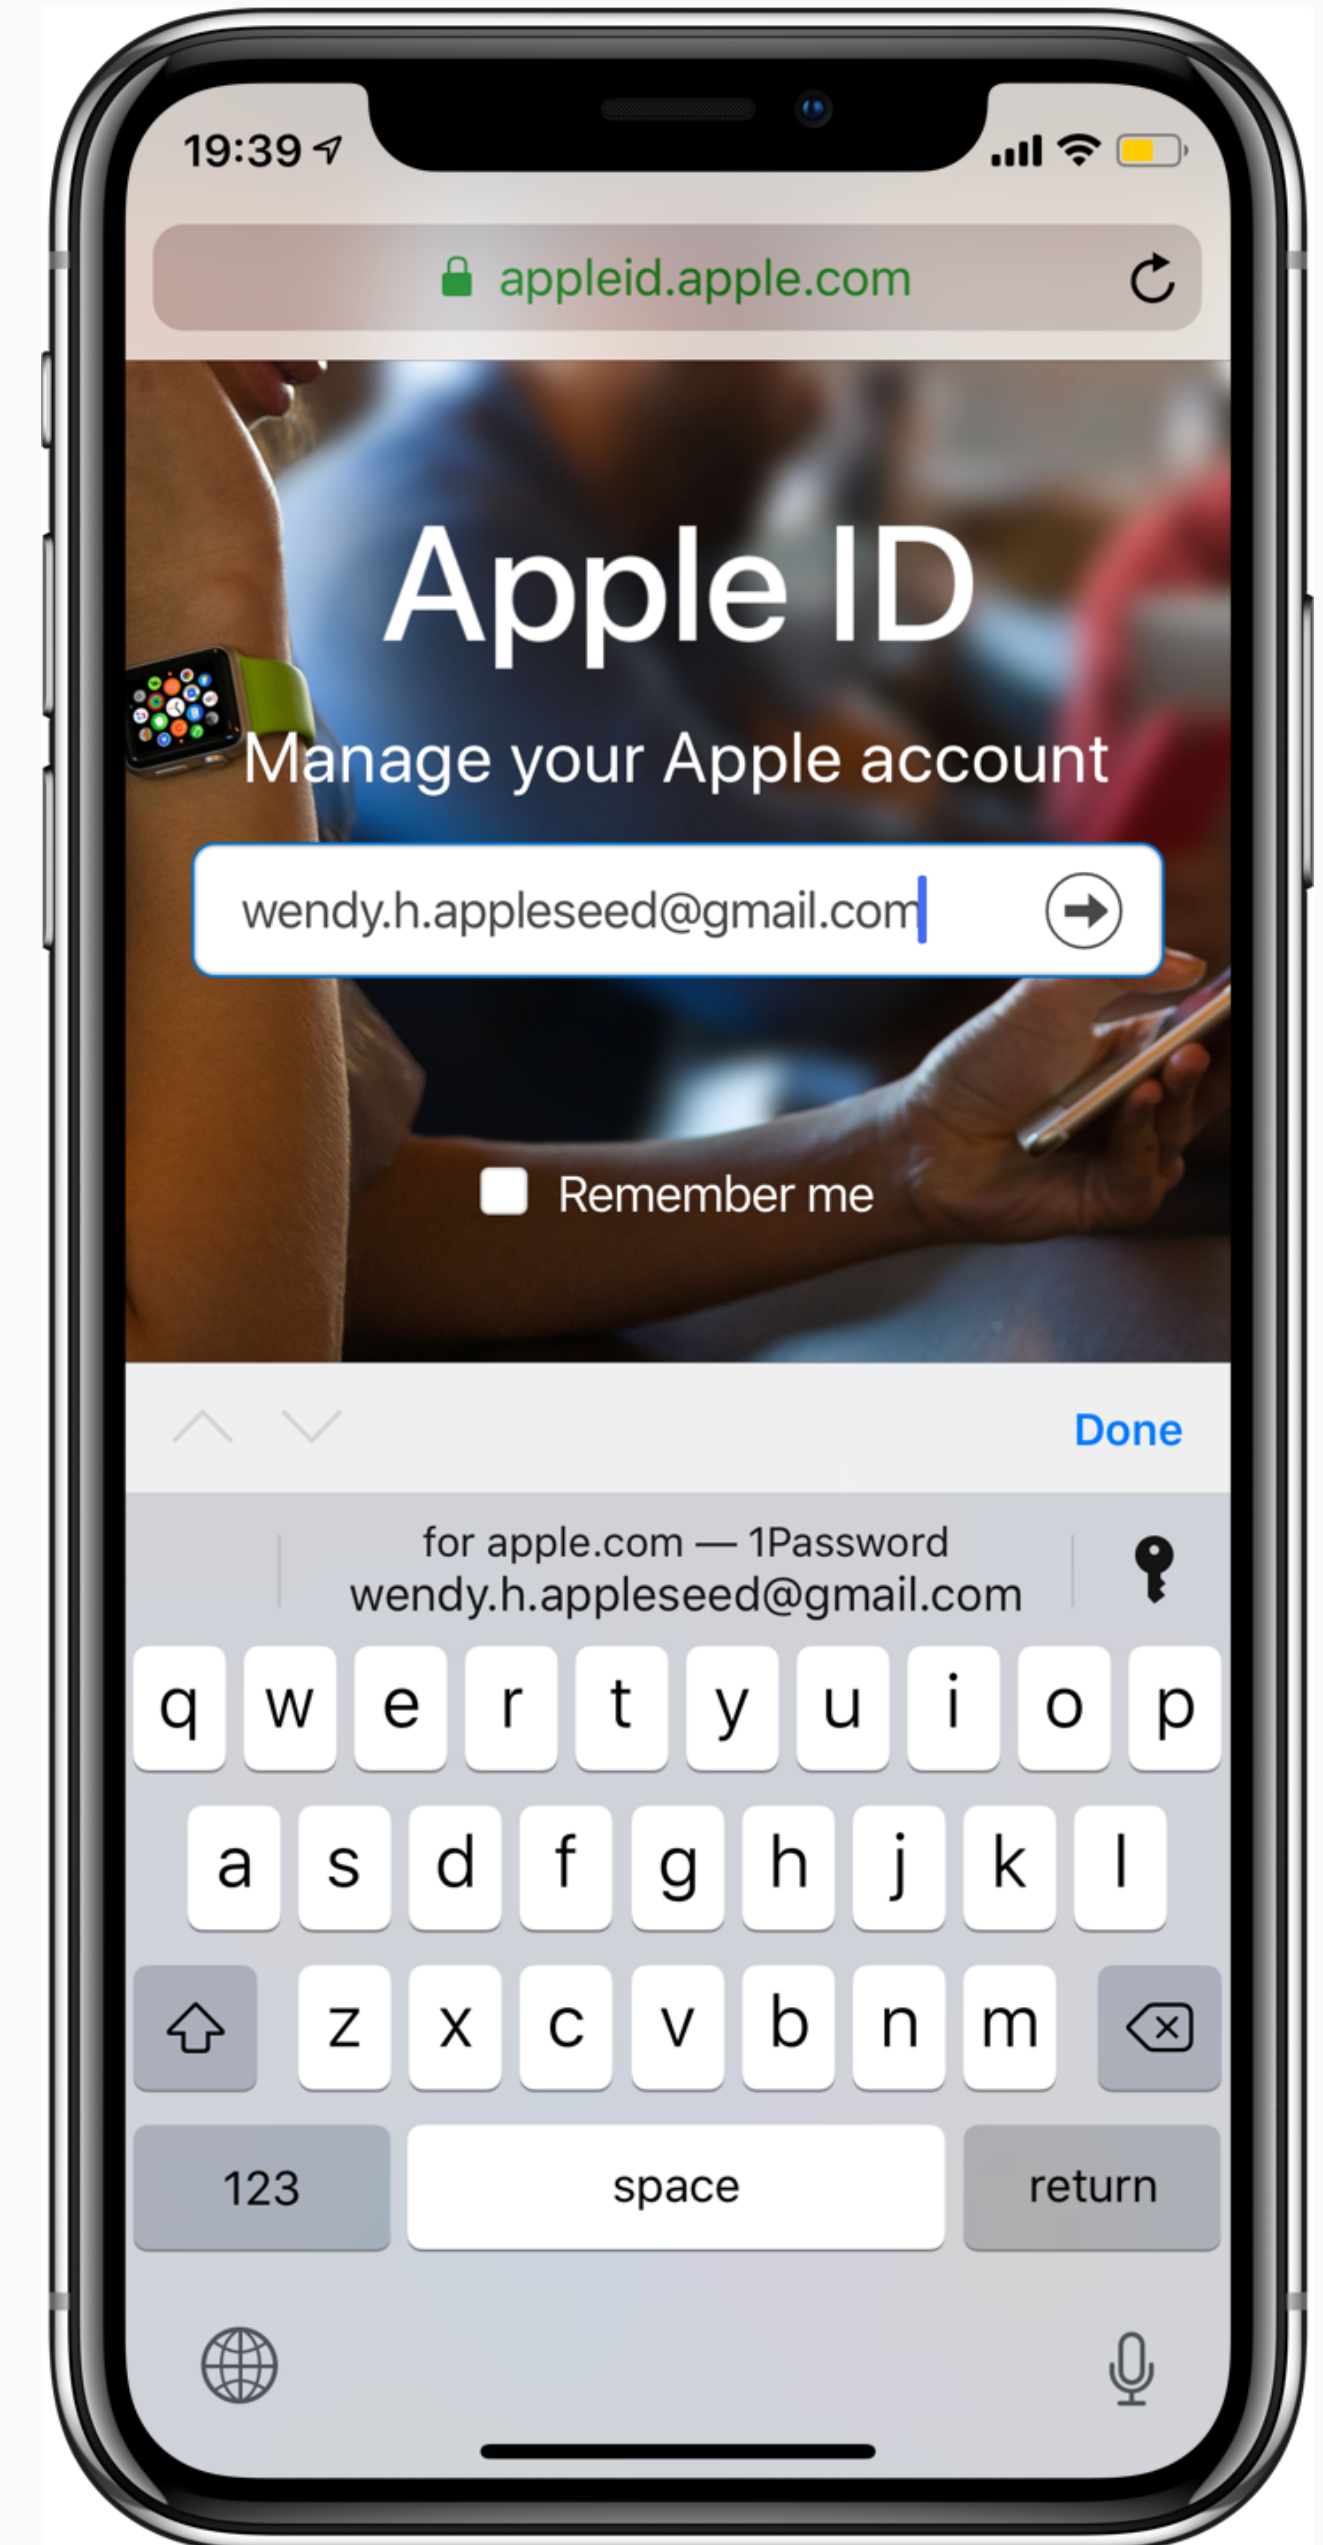 19:39
appleid.apple.com
Apple ID
Manage your Apple account
wendy.h.appleseed@gmail.com
Remember me
Done
for apple.com — 1Password
wendy.h.appleseed@gmail.com
q w e r t y u i o p
a s d f g h j k l
z x c v b n m
123 space return